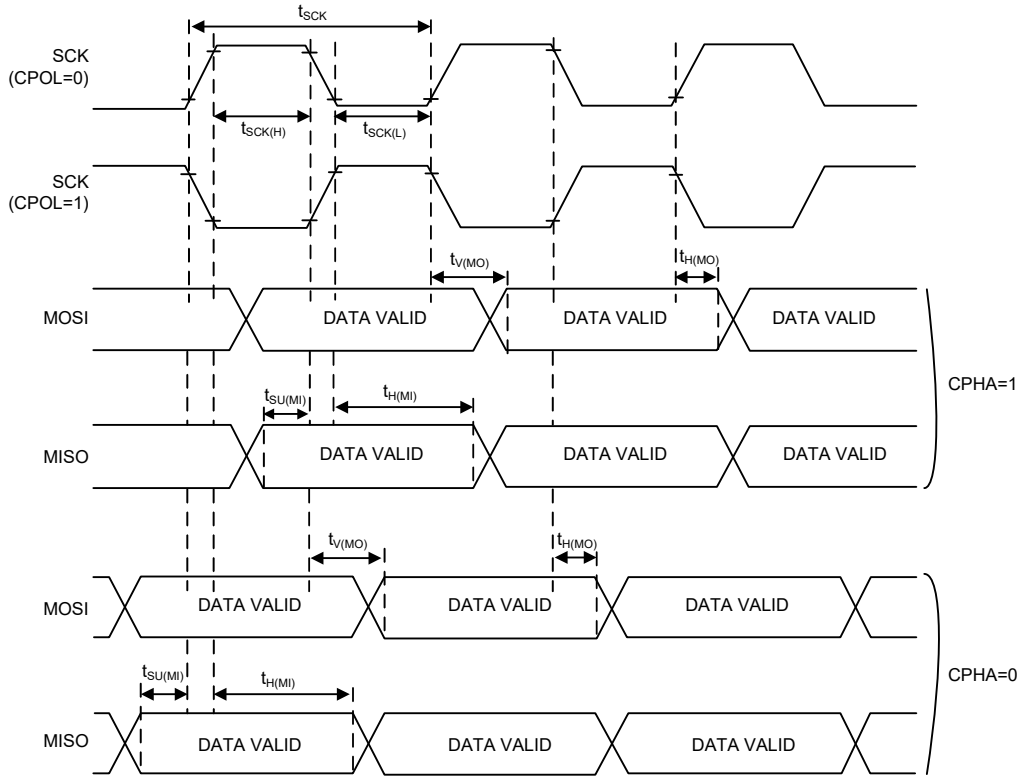 tSCK
SCK
(CPOL=0)
tSCK(H)
tSCK(L)
SCK
(CPOL=1)
tV(MO)
tH(MO)
MOSI
DATA VALID
DATA VALID
DATA VALID
CPHA=1
tSU(MI)
tH(MI)
MISO
DATA VALID
DATA VALID
DATA VALID
tV(MO)
tH(MO)
MOSI
DATA VALID
DATA VALID
DATA VALID
CPHA=0
tSU(MI)
tH(MI)
MISO
DATA VALID
DATA VALID
DATA VALID